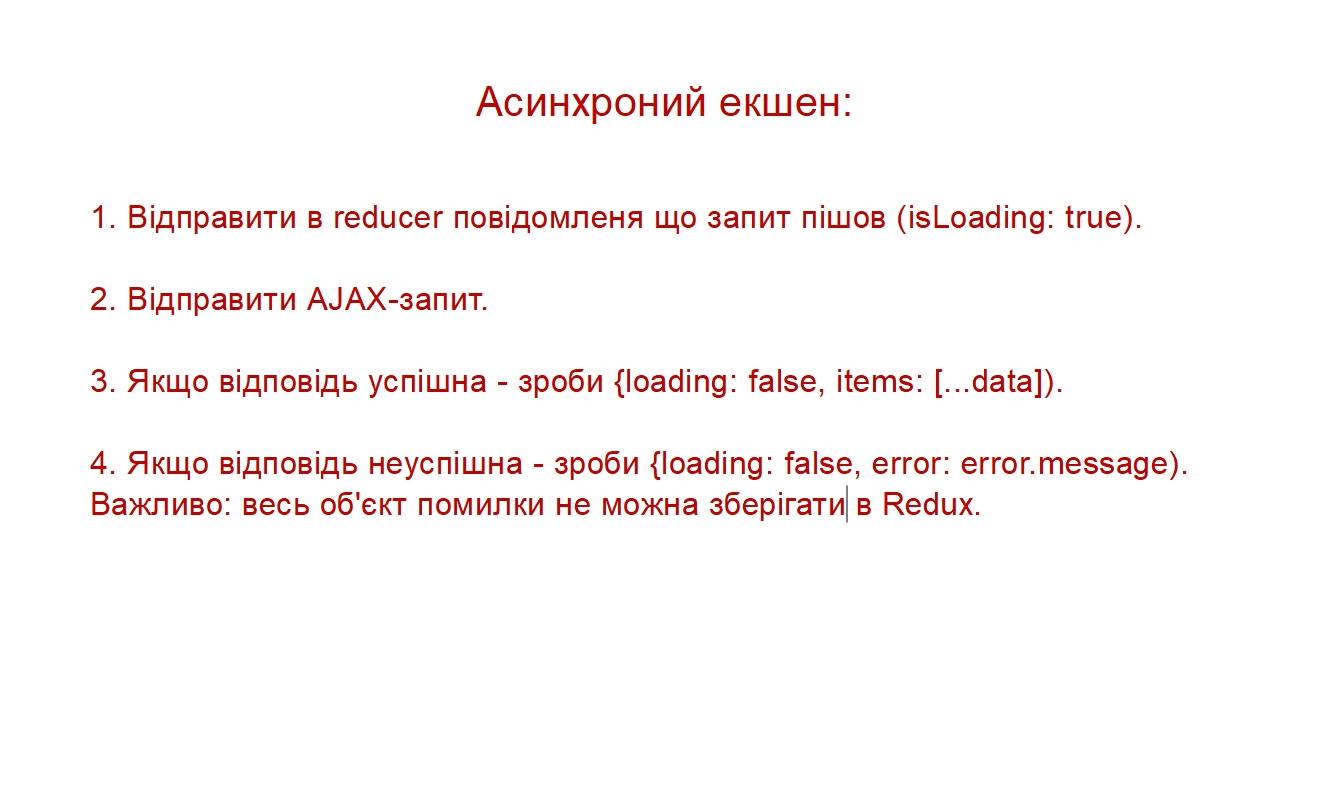 Асинхроний екшен:
1. Відправити в reducer повідомленя що запит пішов (isLoading: true).
2. Відправити AJAX-запит.
3. Якщо відповідь успішна - зроби {loading: false, items: [...data]).
4. Якщо відповідь неуспішна - зроби {loading: false, error: error.message).
Важливо: весь об'єкт помилки не можна зберігати в Redux.